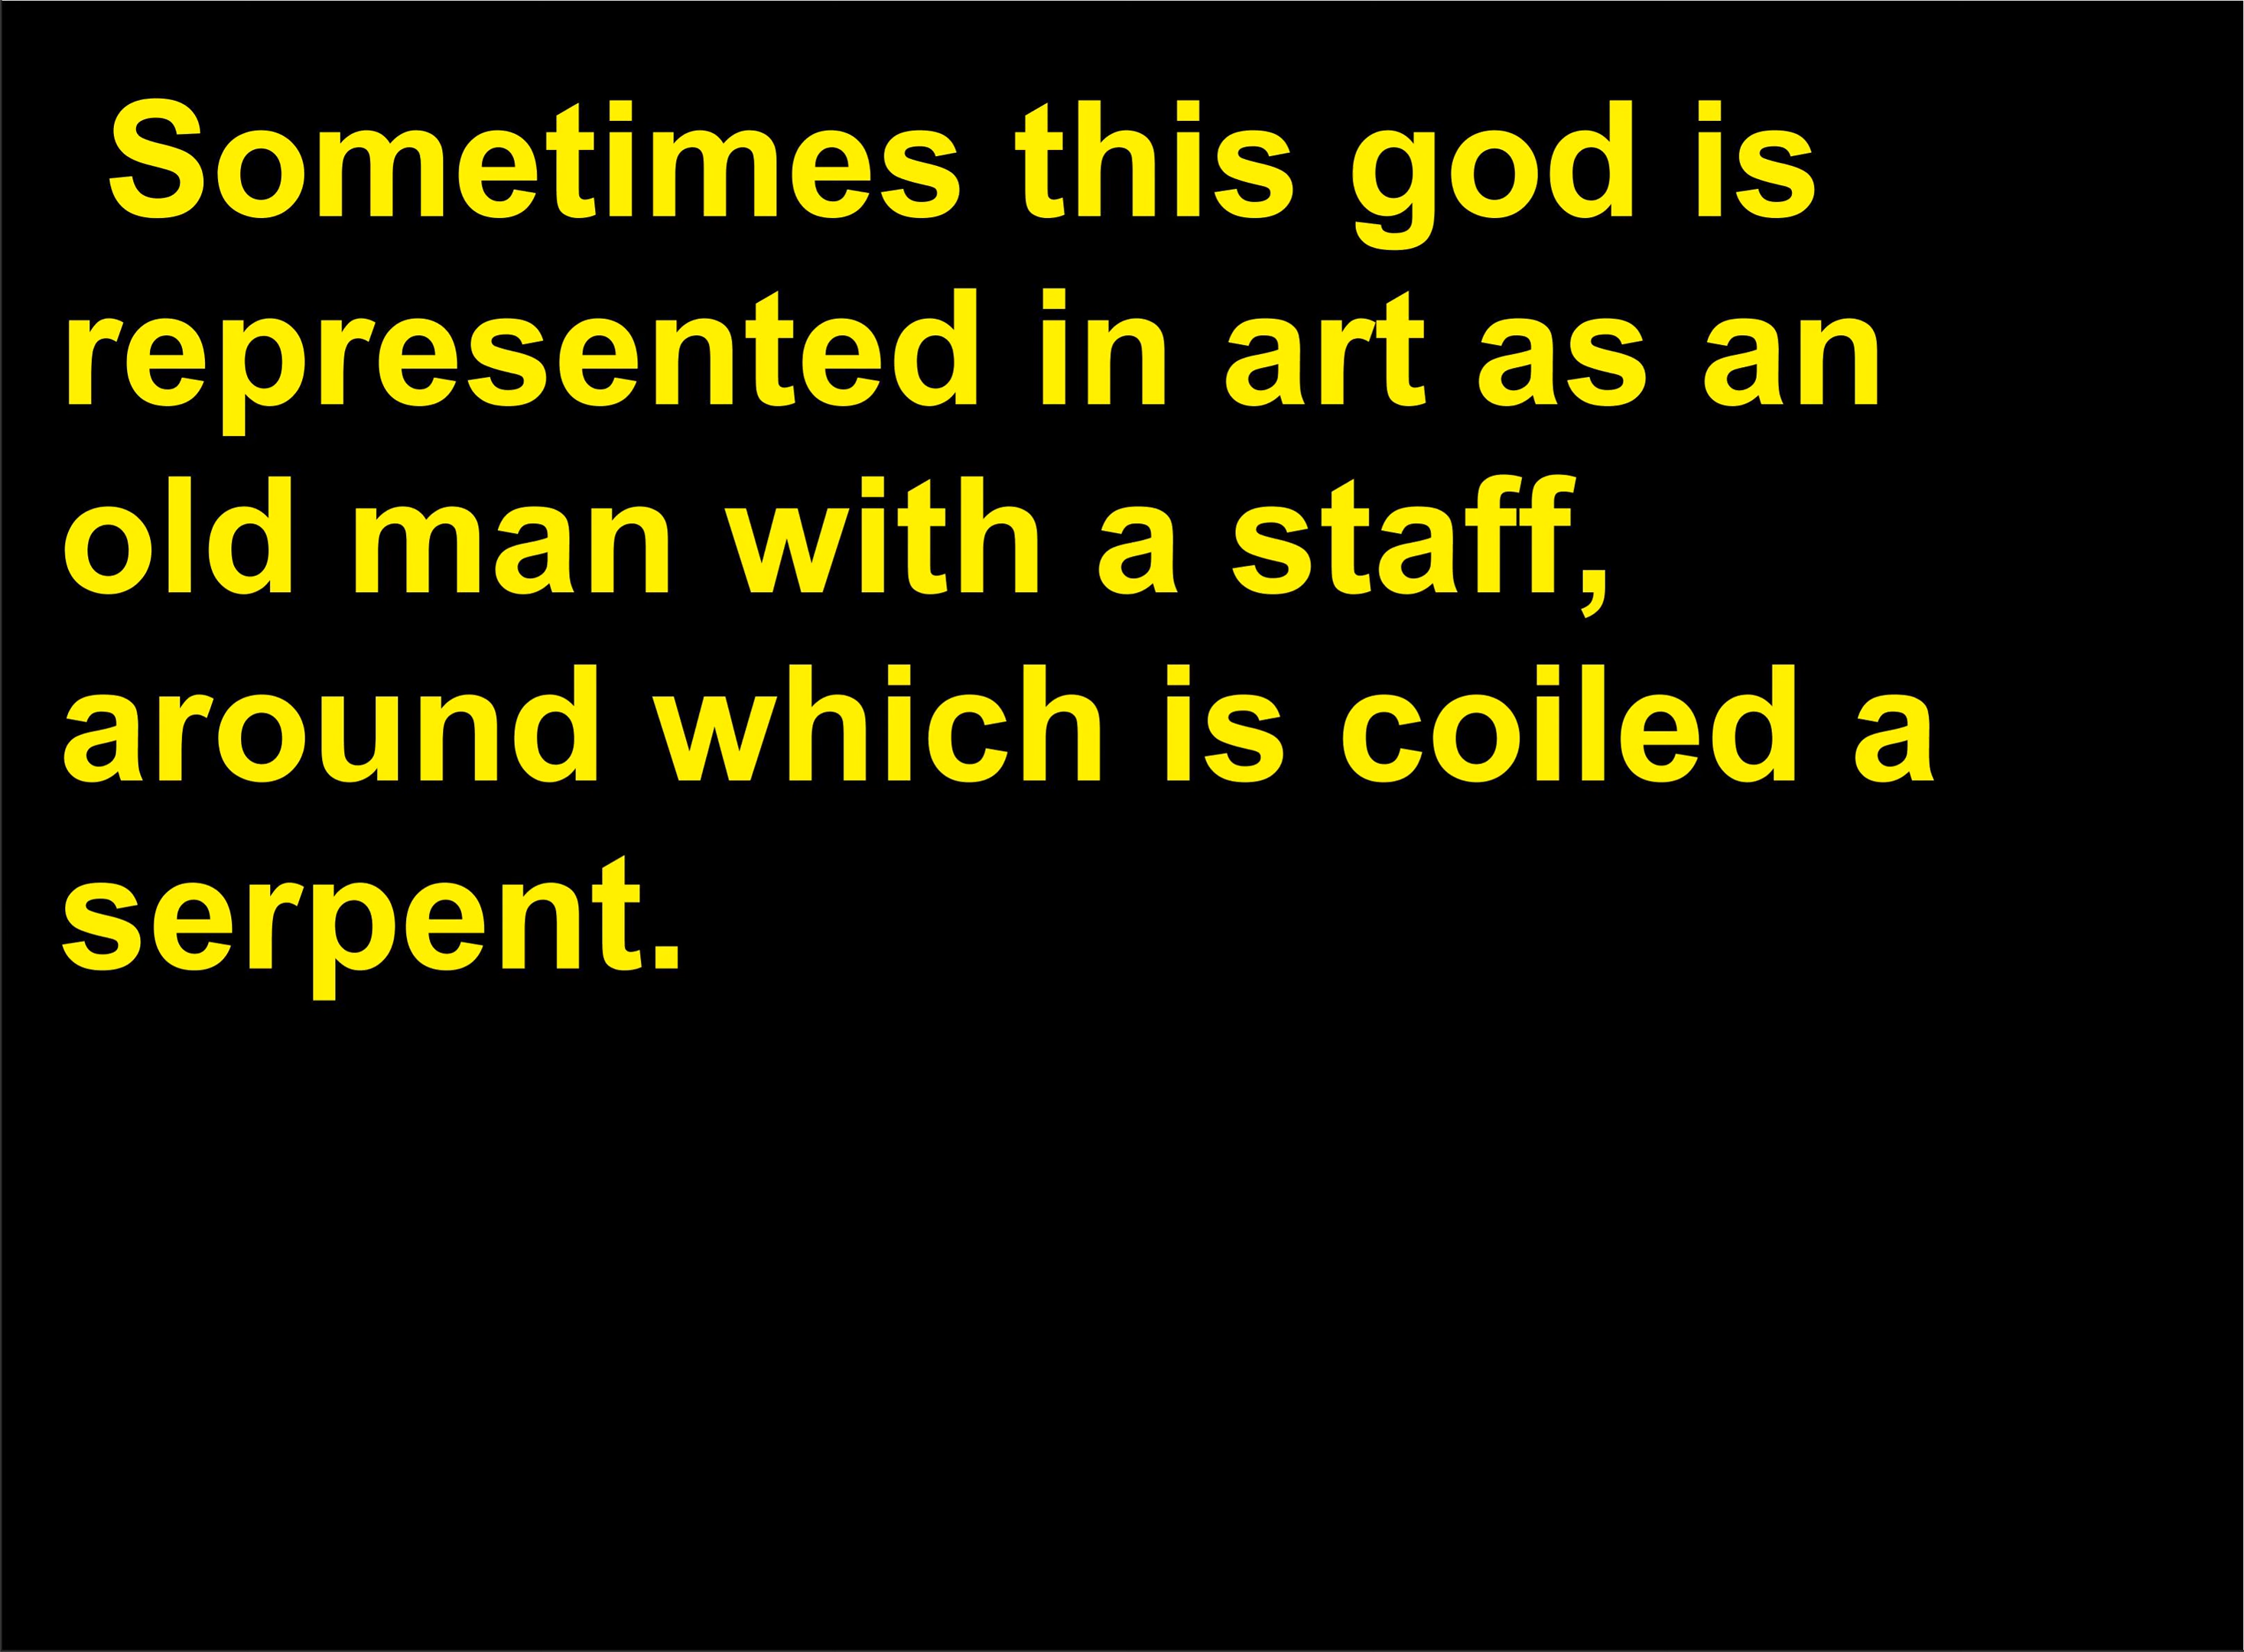 Sometimes this god is
represented in art as an
old man with a staff,
around which is coiled a
serpent.